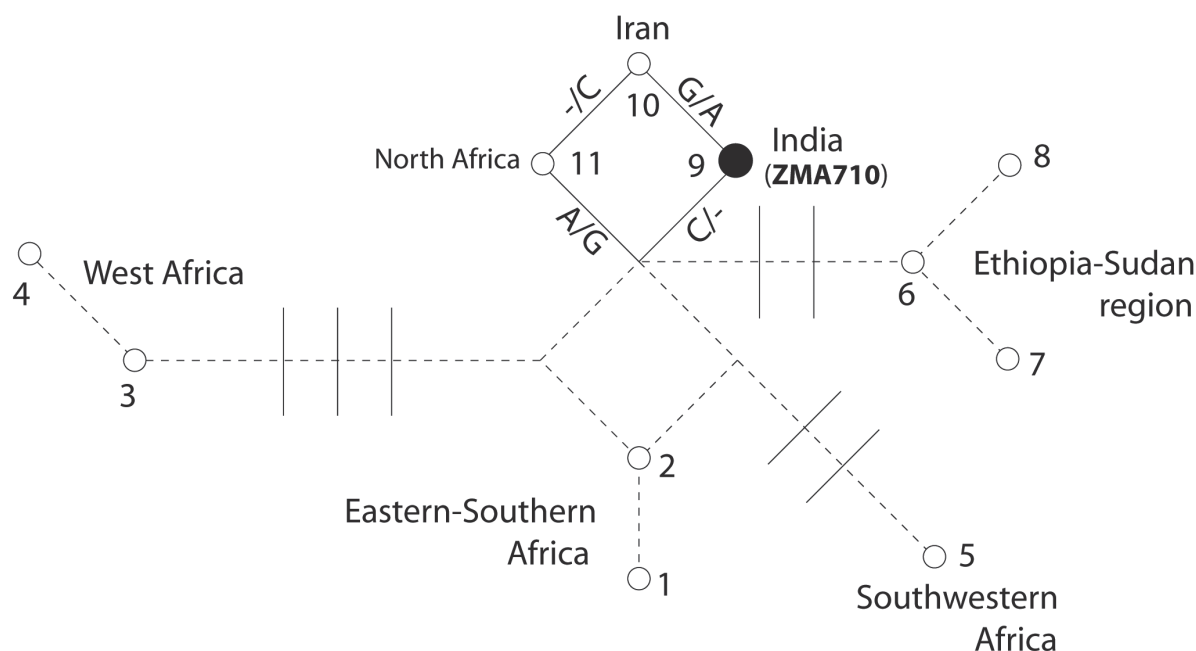 Iran
-/C
G/A
10
North Africa
11
9
India
(ZMA710)
A/G
C/-
8
West Africa
4
Ethiopia-Sudan
region
6
7
3
2
Eastern-Southern
Africa
1
5
Southwestern
Africa